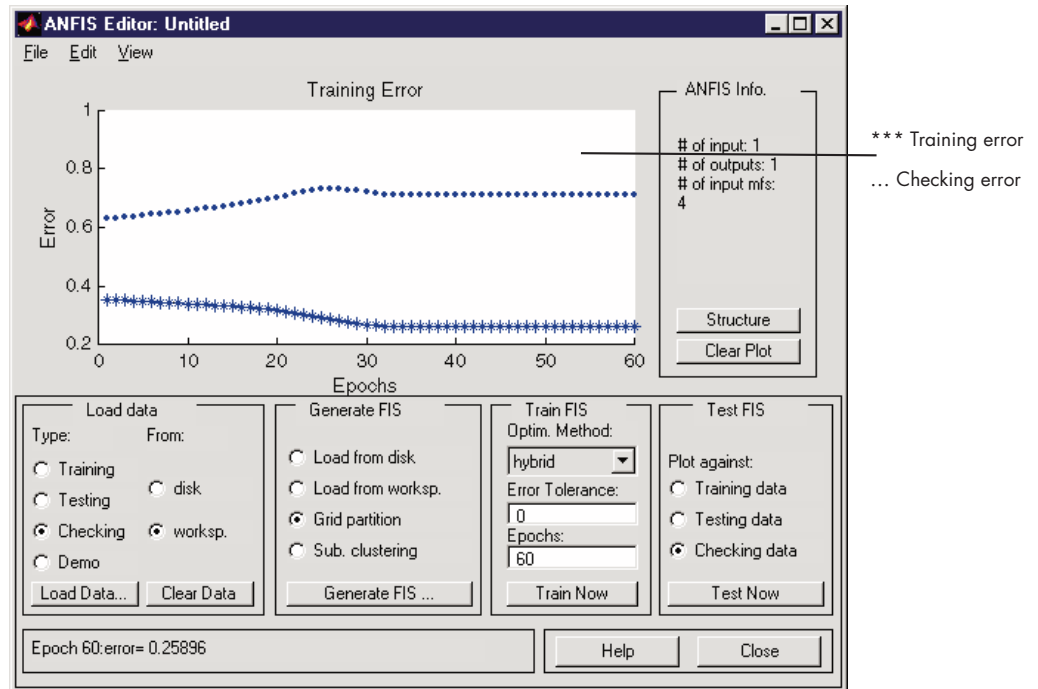 ANFIS Editor: Untitled
File Edit View
Training Error
1
0.8
0.6
0.4
0.2
Error
0 10 20 30 40 50 60
Epochs
ANFIS Info.
# of input: 1
# of outputs: 1
# of input mfs:
4
Structure
Clear Plot
*** Training error
... Checking error
Load data
Type: From:
Training
Testing
Checking
Demo
disk
worksp.
Load Data... Clear Data
Generate FIS
Load from disk
Load from worksp.
Grid partition
Sub. clustering
Generate FIS ...
Train FIS
Optim. Method:
hybrid
Error Tolerance:
0
Epochs:
60
Train Now
Test FIS
Plot against:
Training data
Testing data
Checking data
Test Now
Epoch 60:error= 0.25896
Help Close